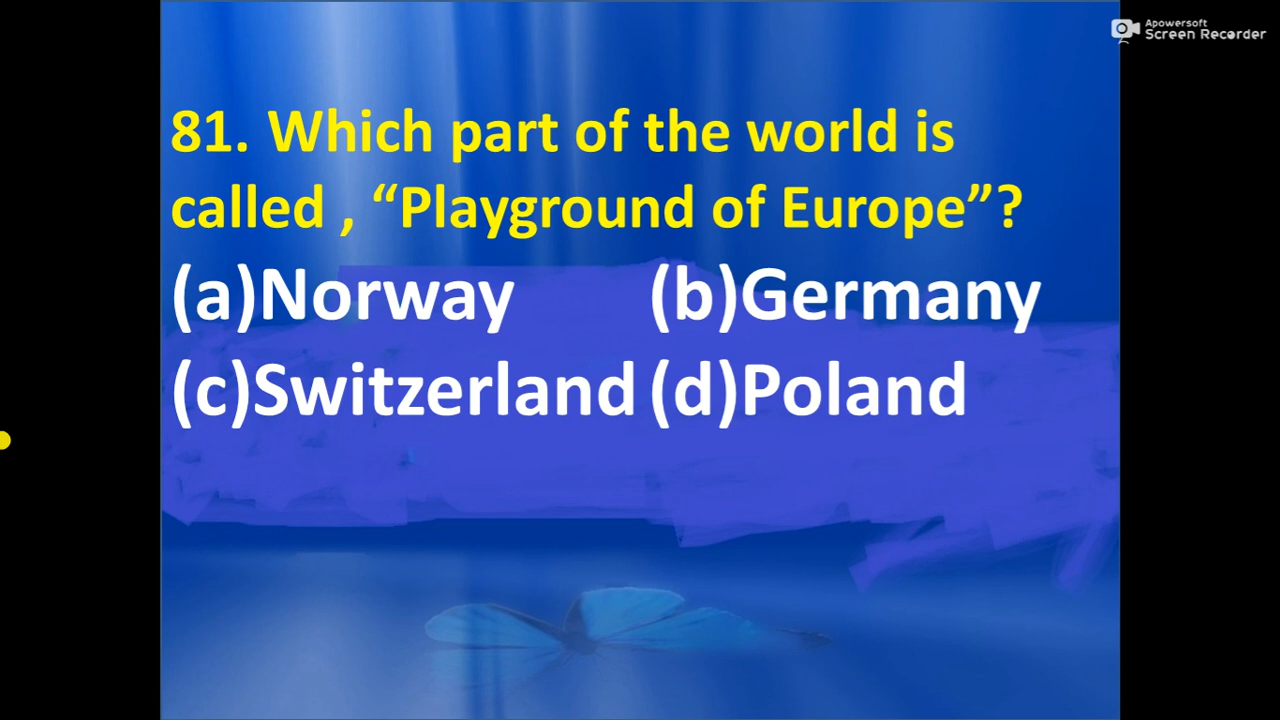 Apowersoft
Screen Recorder
81. Which part of the world is
called , “Playground of Europe”?
(a)Norway (b)Germany
(c)Switzerland (d)Poland